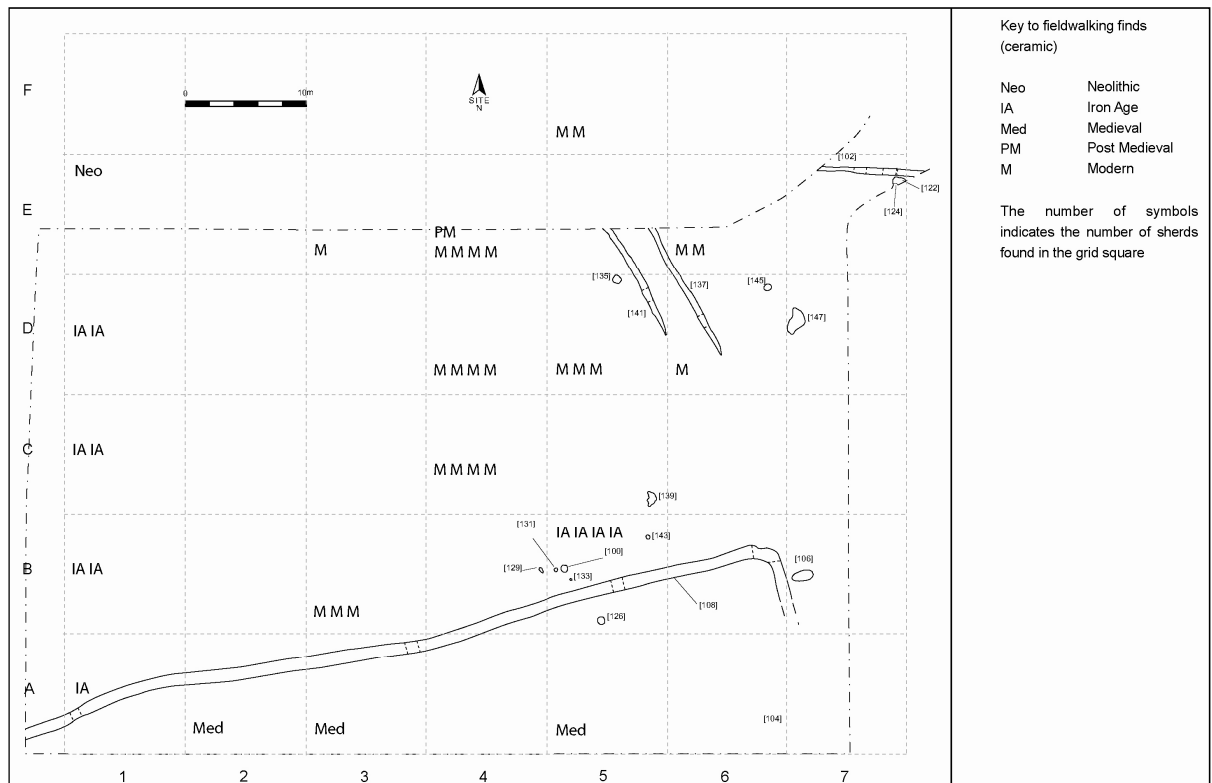 Key to fieldwalking finds
(ceramic)
Neo Neolithic
IA Iron Age
Med Medieval
PM Post Medieval
M Modern
The number of symbols
indicates the number of sherds
found in the grid square
F
0 10m
SITE
N
M M
[102]
Neo
[122]
E
[124]
PM
M
M M M M
M M
[135]
[137]
[145]
[141]
[147]
D
IA IA
M M M M
M M M
M
C
IA IA
M M M M
[139]
[131]
IA IA IA IA
[143]
[100]
B
IA IA
[129]
[133]
[106]
[108]
M M M
[126]
A
IA
[104]
Med
Med
Med
1 2 3 4 5 6 7